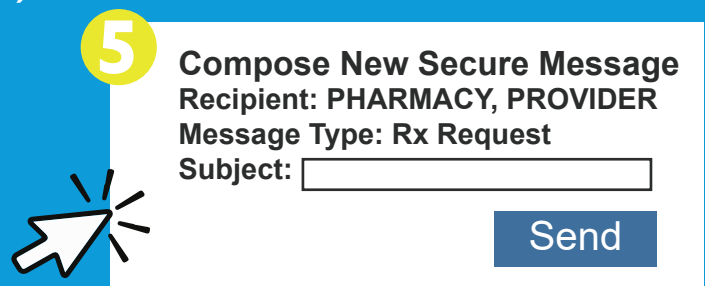 5
Compose New Secure Message
Recipient: PHARMACY, PROVIDER
Message Type: Rx Request
Subject:
Send